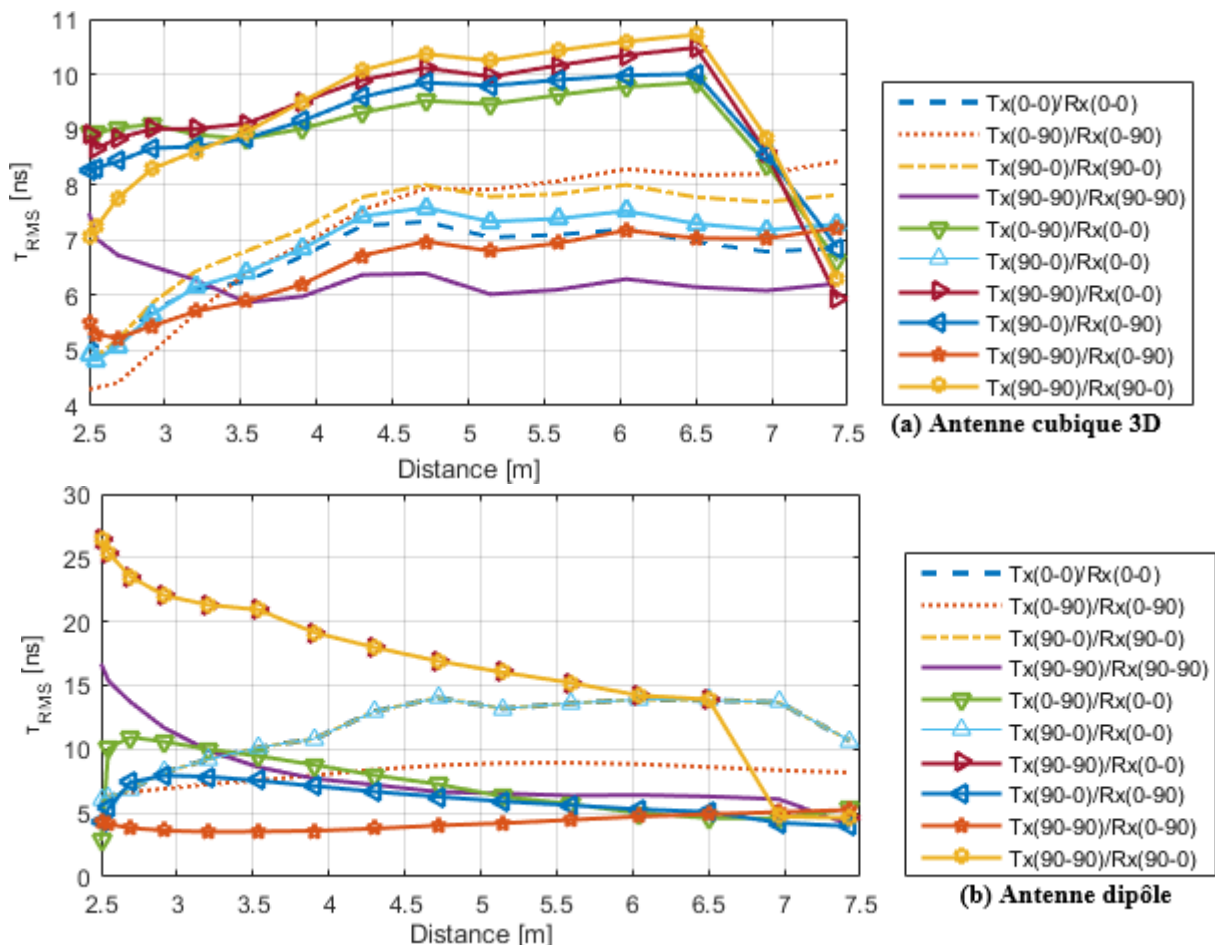 11
10
9
8
7
6
5
4
τRMS [ns]
2.5 3 3.5 4 4.5 5 5.5 6 6.5 7 7.5
Distance [m]
Tx(0-0)/Rx(0-0)
Tx(0-90)/Rx(0-90)
Tx(90-0)/Rx(90-0)
Tx(90-90)/Rx(90-90)
Tx(0-90)/Rx(0-0)
Tx(90-0)/Rx(0-0)
Tx(90-90)/Rx(0-0)
Tx(90-0)/Rx(0-90)
Tx(90-90)/Rx(0-90)
Tx(90-90)/Rx(90-0)
(a) Antenne cubique 3D
30
25
20
15
10
5
0
τRMS [ns]
2.5 3 3.5 4 4.5 5 5.5 6 6.5 7 7.5
Distance [m]
Tx(0-0)/Rx(0-0)
Tx(0-90)/Rx(0-90)
Tx(90-0)/Rx(90-0)
Tx(90-90)/Rx(90-90)
Tx(0-90)/Rx(0-0)
Tx(90-0)/Rx(0-0)
Tx(90-90)/Rx(0-0)
Tx(90-0)/Rx(0-90)
Tx(90-90)/Rx(0-90)
Tx(90-90)/Rx(90-0)
(b) Antenne dipôle